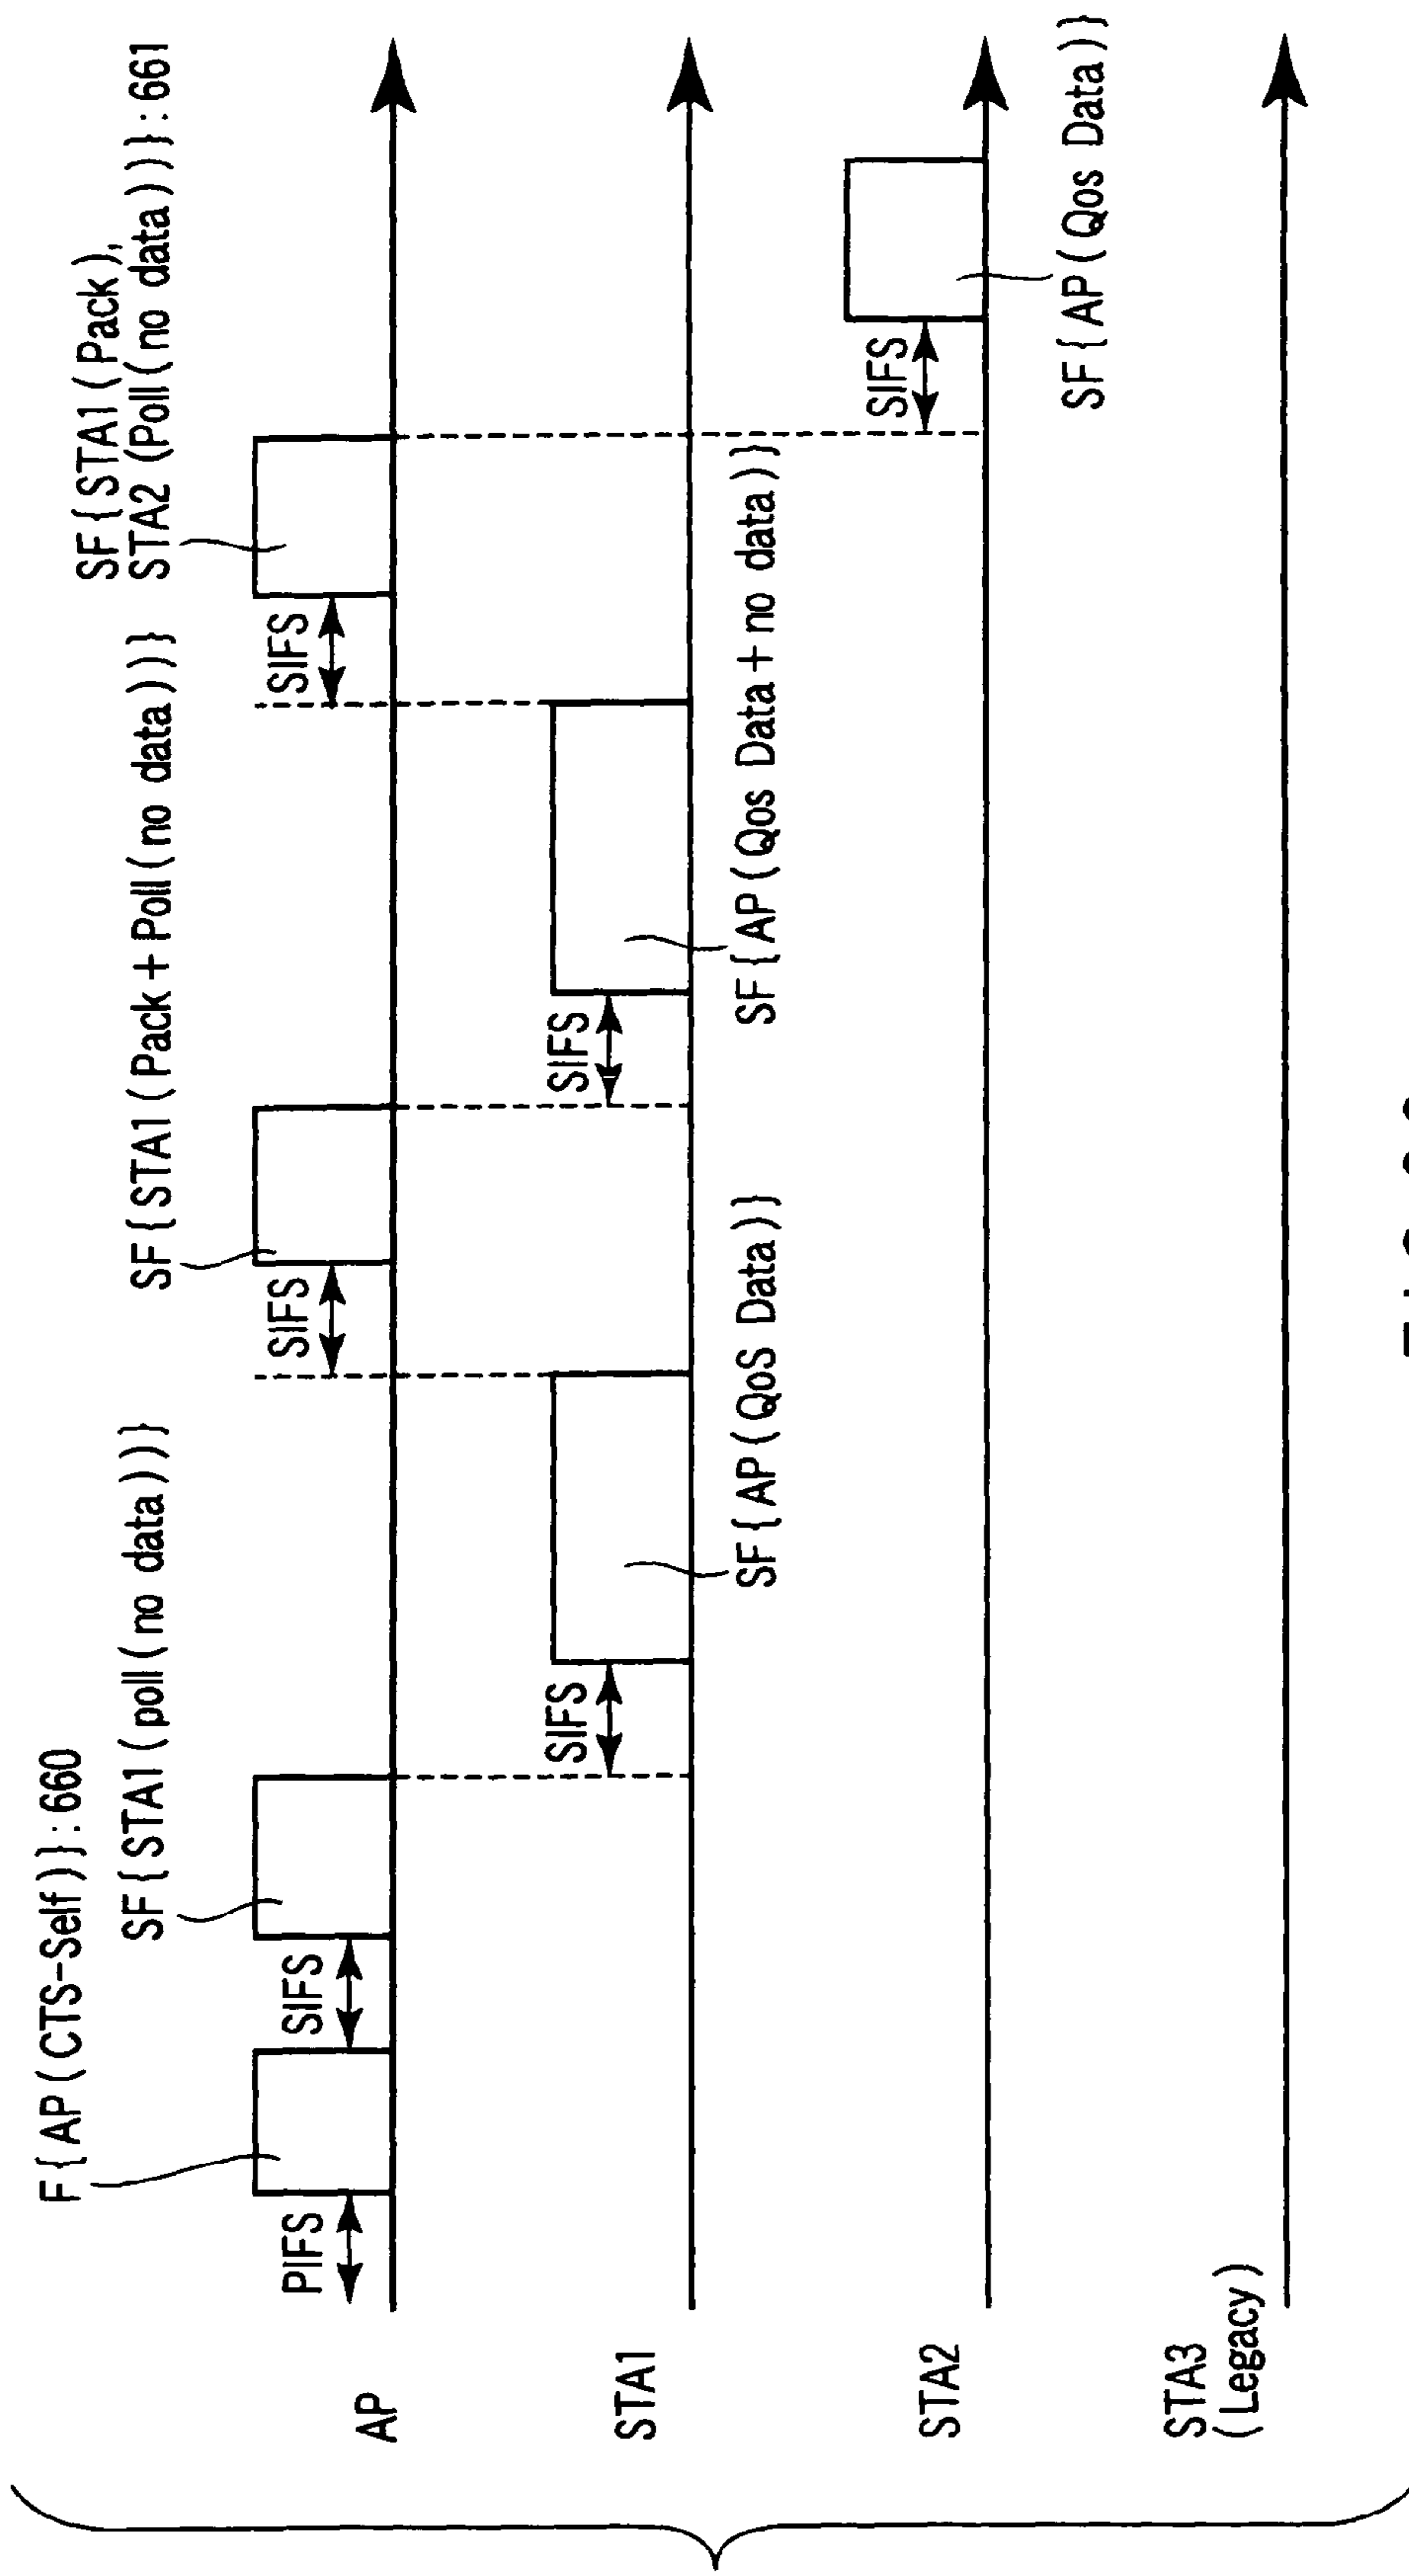 F{AP(CTS-Self)}:660
SF{STA1(poll(no data))}
SF{STA1(Pack+Poll(no data))}
SF{STA1(Pack),
STA2(Poll(no data))}:661
AP
PIFS
SIFS
SIFS
SIFS
STA1
SIFS
SF{AP(QoS Data)}
SIFS
SF{AP(Qos Data+no data)}
STA2
SIFS
SF{AP(Qos Data)}
STA3
(Legacy)